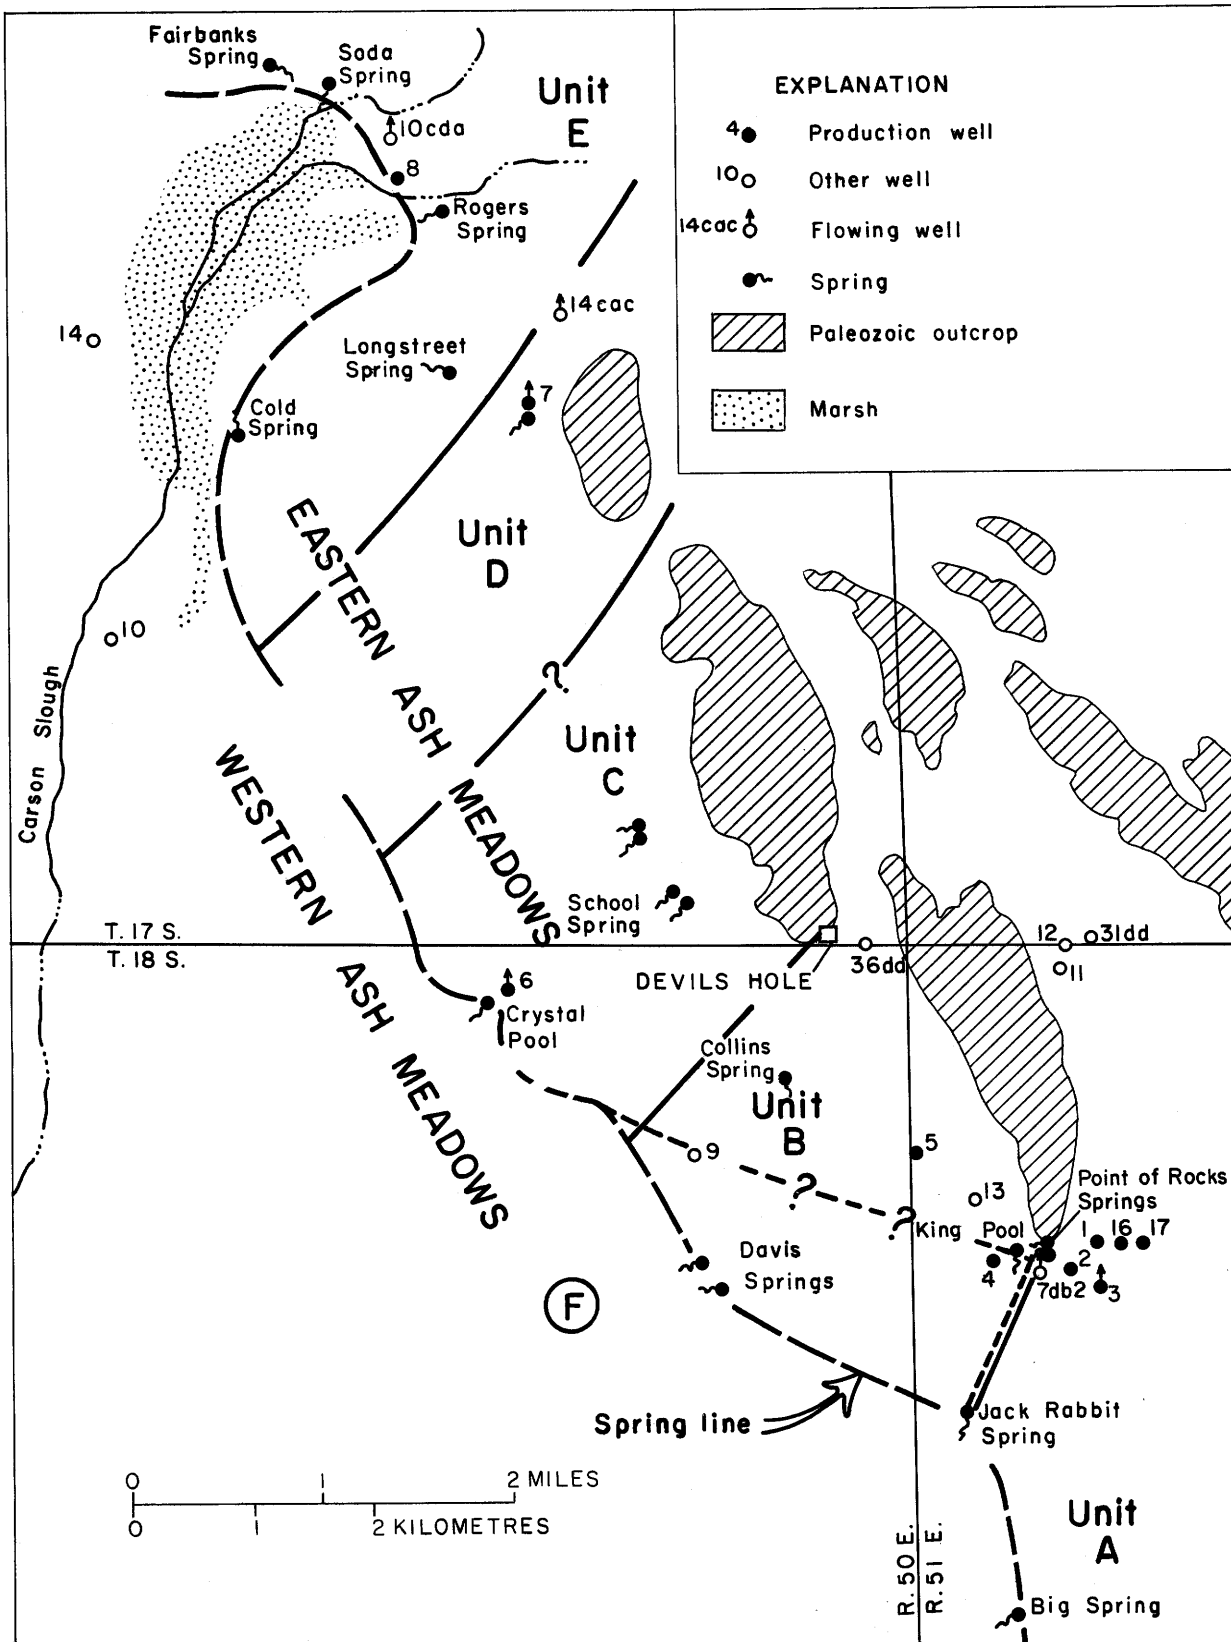 Fairbanks
Spring
Soda
Spring
Unit
E
10cda
8
Rogers
Spring
EXPLANATION
4 Production well
10 Other well
14cac Flowing well
Spring
Paleozoic outcrop
Marsh
14cac
14
Longstreet
Spring
7
Cold
Spring
Unit
D
EASTERN ASH MEADOWS
10
?
Unit
C
Carson Slough
WESTERN ASH MEADOWS
School
Spring
T. 17 S.
T. 18 S.
DEVILS HOLE
36dd
12
31dd
11
6
Crystal
Pool
Collins
Spring
Unit
B
5
9
?
?
13
Point of Rocks
Springs
King Pool
1
16
17
4
2
7db2
3
Davis
Springs
F
Spring line
Jack Rabbit
Spring
0 1 2 MILES
0 1 2 KILOMETRES
R. 50 E.
R. 51 E.
Unit
A
Big Spring